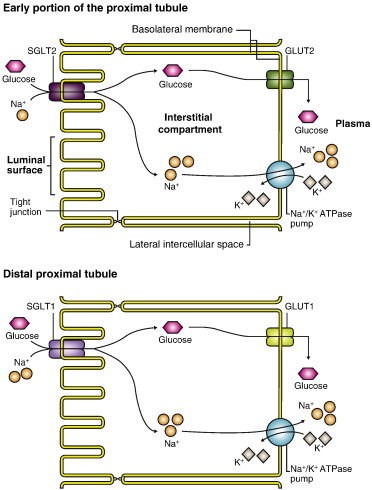 Early portion of the proximal tubule
Basolateral membrane
SGLT2
GLUT2
Glucose
Na⁺
Glucose
Glucose
Interstitial
compartment
Plasma
Na⁺
Luminal
surface
Na⁺
K⁺
K⁺
Tight
junction
Na⁺/K⁺ ATPase
pump
Lateral intercellular space
Distal proximal tubule
SGLT1
GLUT1
Glucose
Na⁺
Glucose
Glucose
Na⁺
Na⁺
K⁺
K⁺
Na⁺/K⁺ ATPase
pump